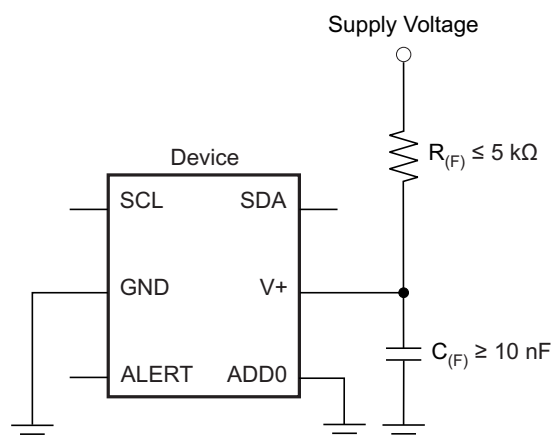 Supply Voltage
R(F) ≤ 5 kΩ
Device
SCL SDA
GND V+
C(F) ≥ 10 nF
ALERT ADD0